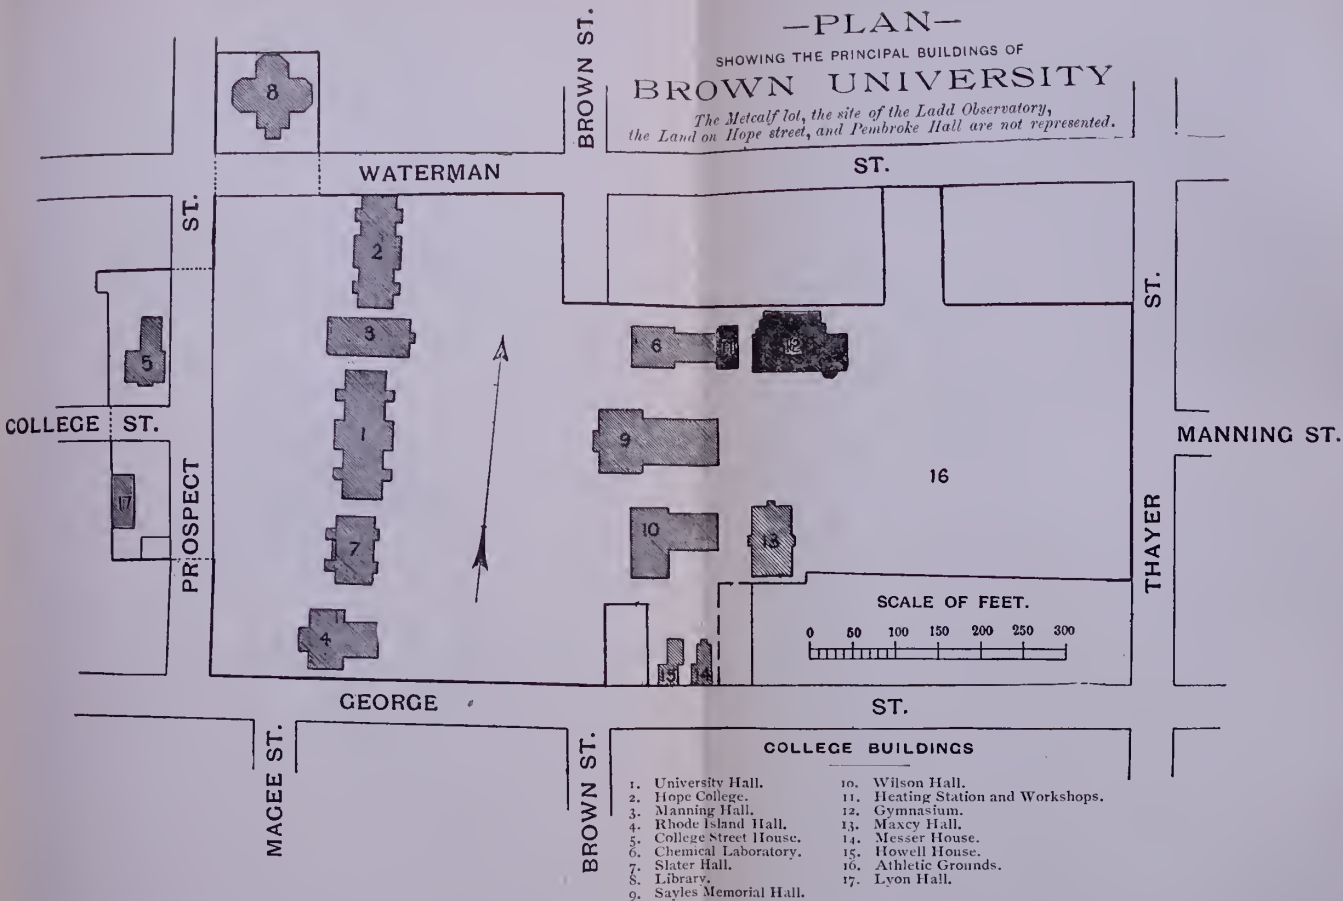 —PLAN—
SHOWING THE PRINCIPAL BUILDINGS OF
BROWN UNIVERSITY
The Metcalf lot, the site of the Ladd Observatory,
the Land on Hope street, and Pembroke Hall are not represented.
BROWN ST.
8
WATERMAN ST.
ST.
2
3
5
6
11
12
ST.
COLLEGE ST.
1
9
MANNING ST.
16
17
PROSPECT
7
10
13
THAYER
4
15
14
SCALE OF FEET.
0 50 100 150 200 250 300
GEORGE ST.
MAGEE ST.
BROWN ST.
COLLEGE BUILDINGS
1. University Hall.
2. Hope College.
3. Manning Hall.
4. Rhode Island Hall.
5. College Street House.
6. Chemical Laboratory.
7. Slater Hall.
8. Library.
9. Sayles Memorial Hall.
10. Wilson Hall.
11. Heating Station and Workshops.
12. Gymnasium.
13. Maxcy Hall.
14. Messer House.
15. Howell House.
16. Athletic Grounds.
17. Lyon Hall.